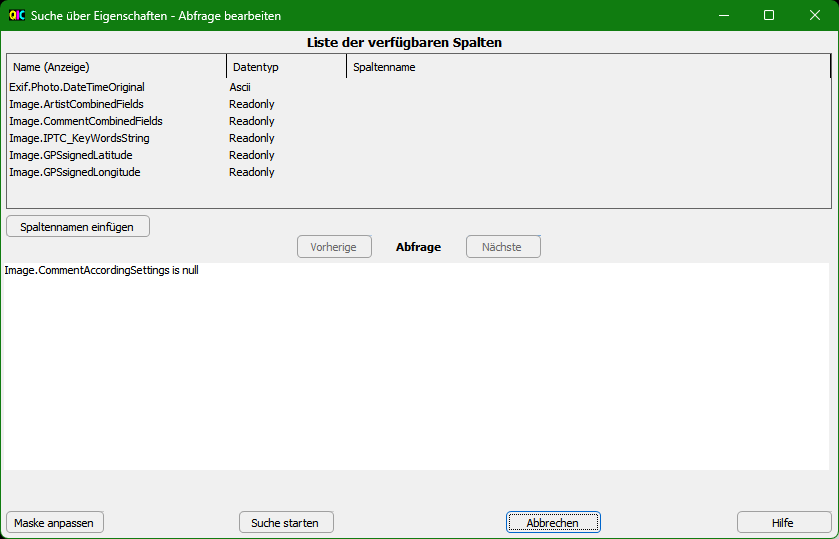 QIC Suche über Eigenschaften - Abfrage bearbeiten
Liste der verfügbaren Spalten
Name (Anzeige) Datentyp Spaltenname
Exif.Photo.DateTimeOriginal Ascii
Image.ArtistCombinedFields Readonly
Image.CommentCombinedFields Readonly
Image.IPTC_KeyWordsString Readonly
Image.GPSsignedLatitude Readonly
Image.GPSsignedLongitude Readonly
Spaltennamen einfügen
Vorherige Abfrage Nächste
Image.CommentAccordingSettings is null
Maske anpassen Suche starten Abbrechen Hilfe